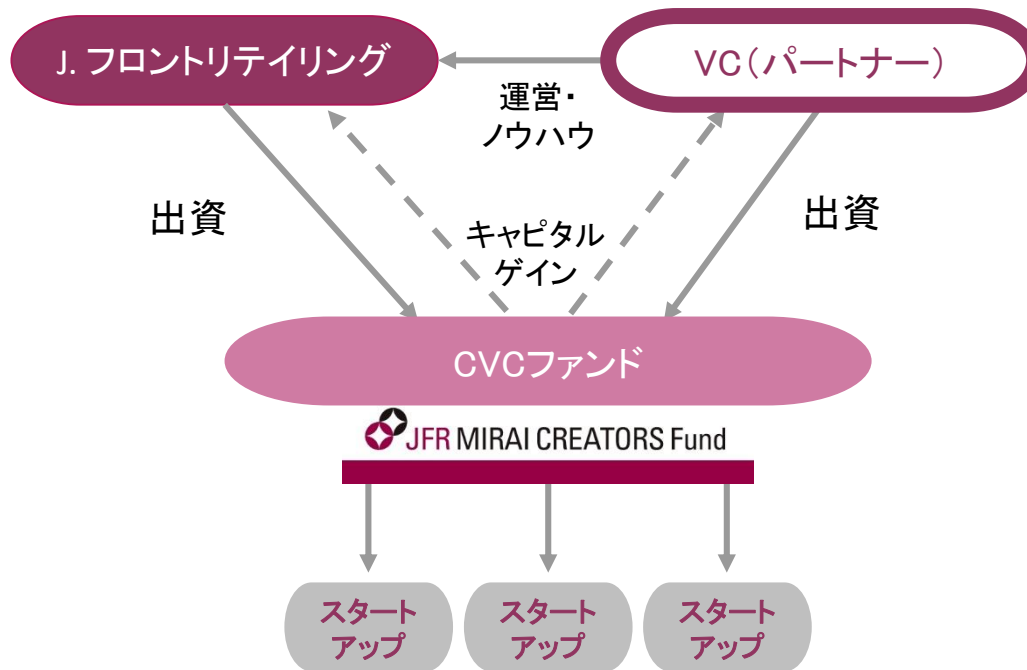 J. フロントリテイリング
VC（パートナー）
運営・
ノウハウ
出資
出資
キャピタル
ゲイン
CVCファンド
JFR MIRAI CREATORS Fund
スタート
アップ
スタート
アップ
スタート
アップ